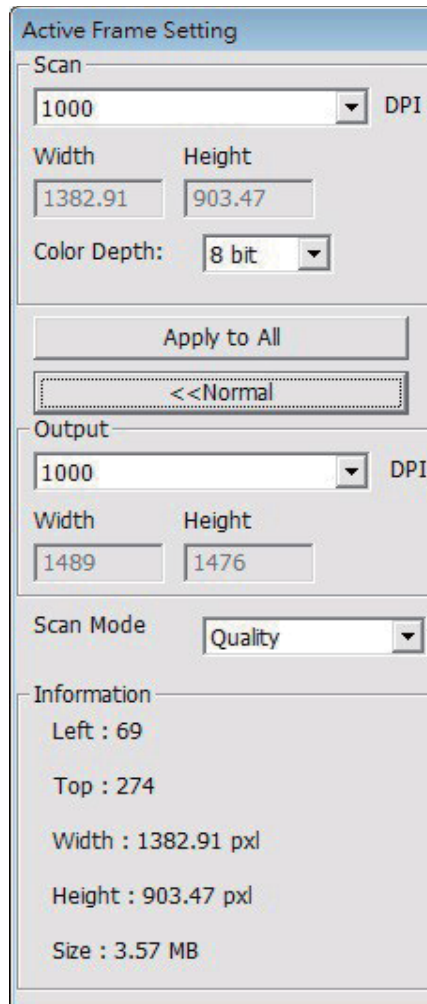 Active Frame Setting
Scan
1000 DPI
Width Height
1382.91 903.47
Color Depth: 8 bit
Apply to All
<<Normal
Output
1000 DPI
Width Height
1489 1476
Scan Mode Quality
Information
Left : 69
Top : 274
Width : 1382.91 pxl
Height : 903.47 pxl
Size : 3.57 MB